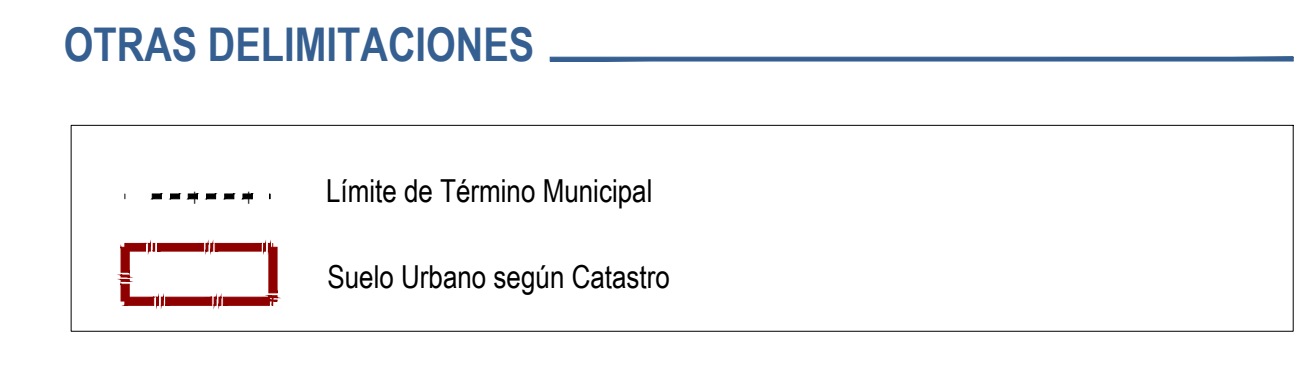 OTRAS DELIMITACIONES
Límite de Término Municipal
Suelo Urbano según Catastro